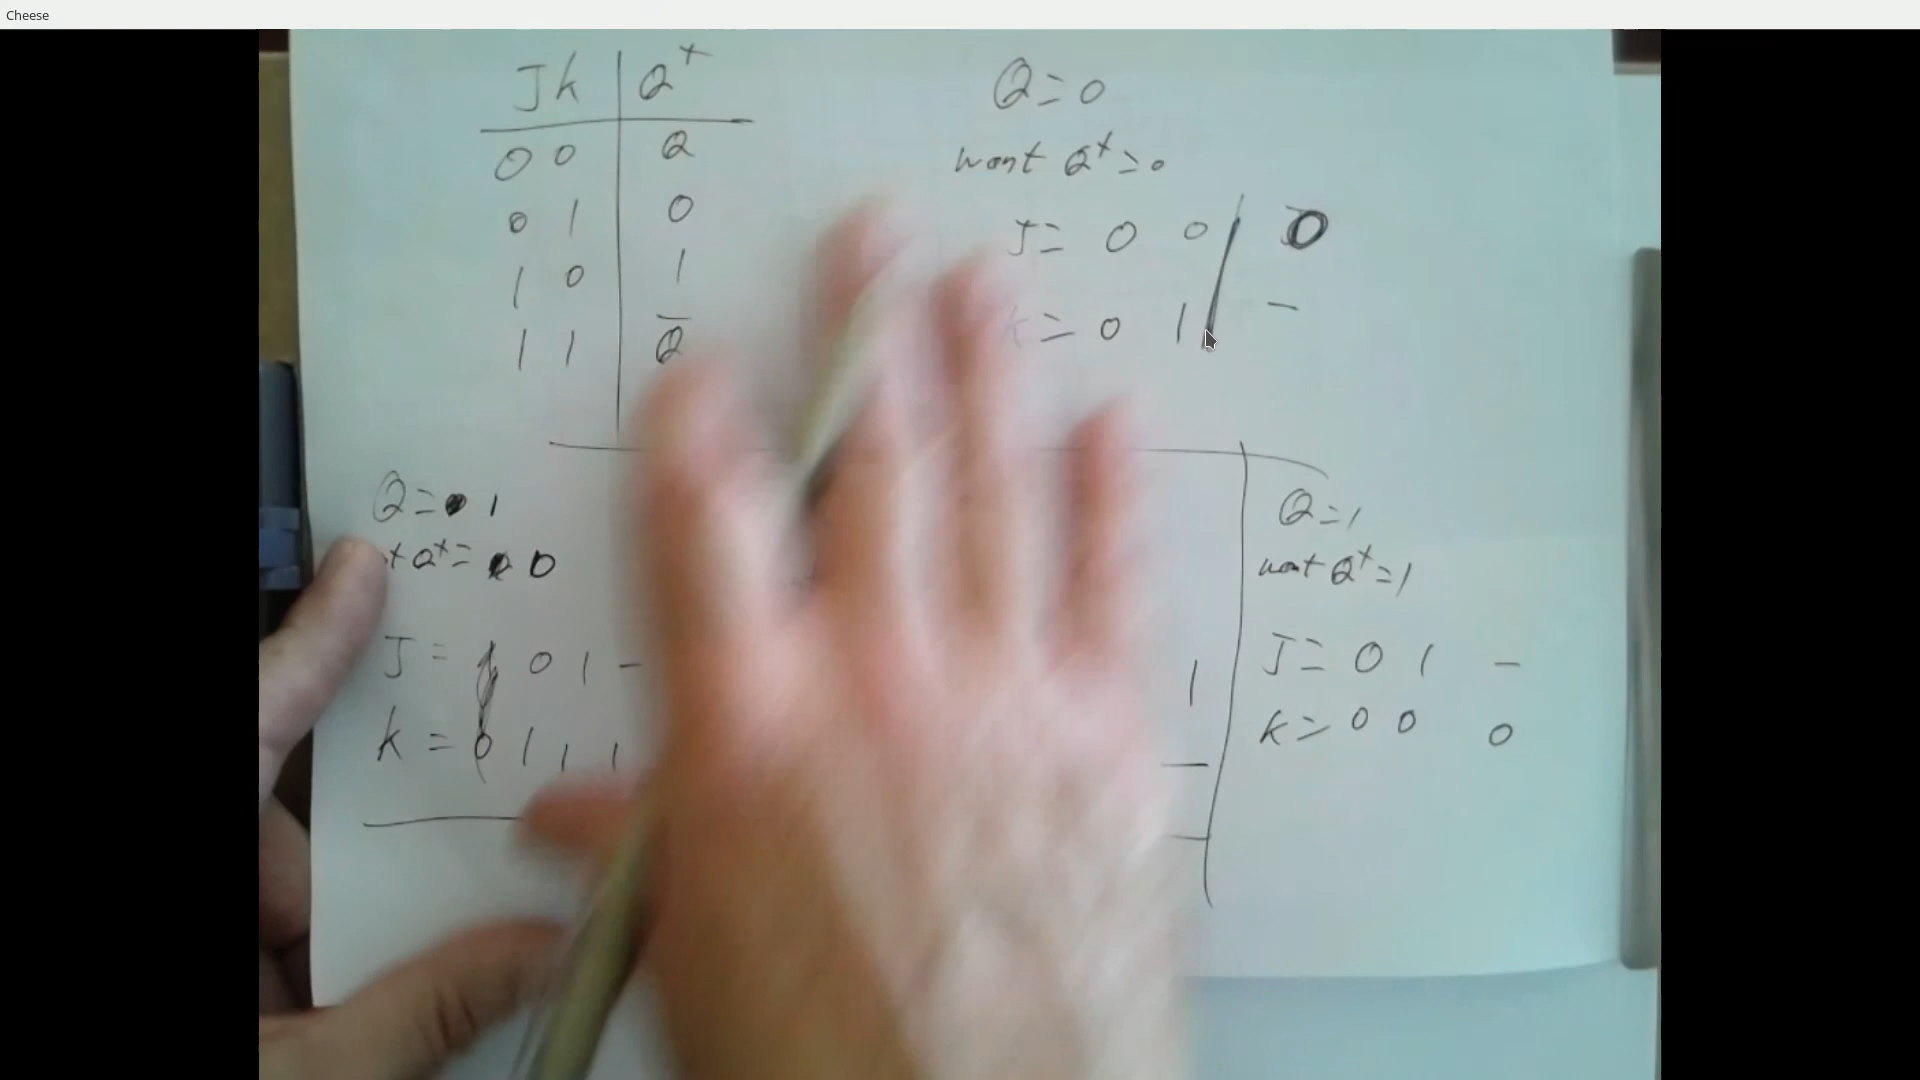 Cheese
J K | Q⁺
0 0 | Q
0 1 | 0
1 0 | 1
1 1 | Q̅
Q = 0
want Q⁺ = 0
J = 0 0 | 0
K = 0 1 | –
Q = 1
Q⁺ = 0
J = 0 1 –
K = 0 1 1 1
1
—
Q = 1
want Q⁺ = 1
J = 0 1 –
K = 0 0 0